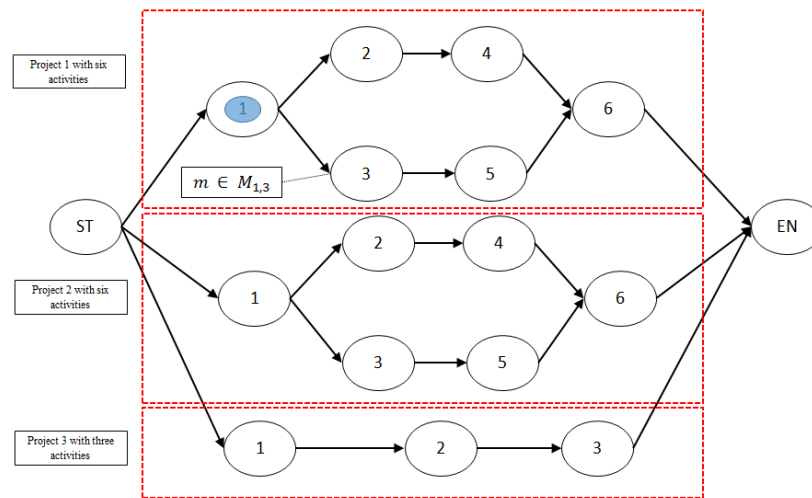 Project 1 with six
activities
1
2
4
3
5
6
m ∈ M1,3
ST
EN
Project 2 with six
activities
1
2
4
3
5
6
Project 3 with three
activities
1
2
3